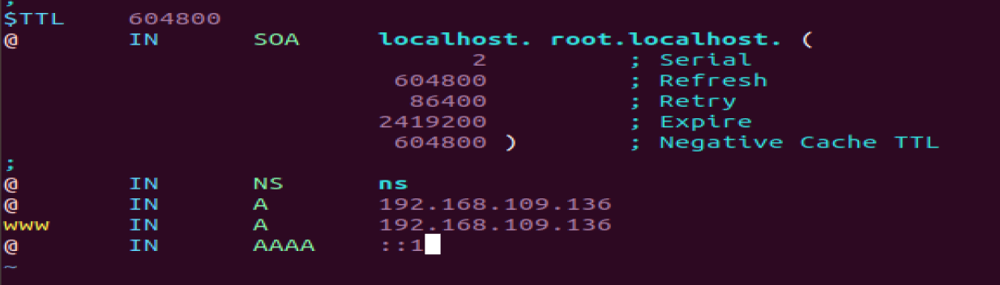 ;
$TTL 604800
@ IN SOA localhost. root.localhost. (
2 ; Serial
604800 ; Refresh
86400 ; Retry
2419200 ; Expire
604800 ) ; Negative Cache TTL
;
@ IN NS ns
@ IN A 192.168.109.136
www IN A 192.168.109.136
@ IN AAAA ::1
~